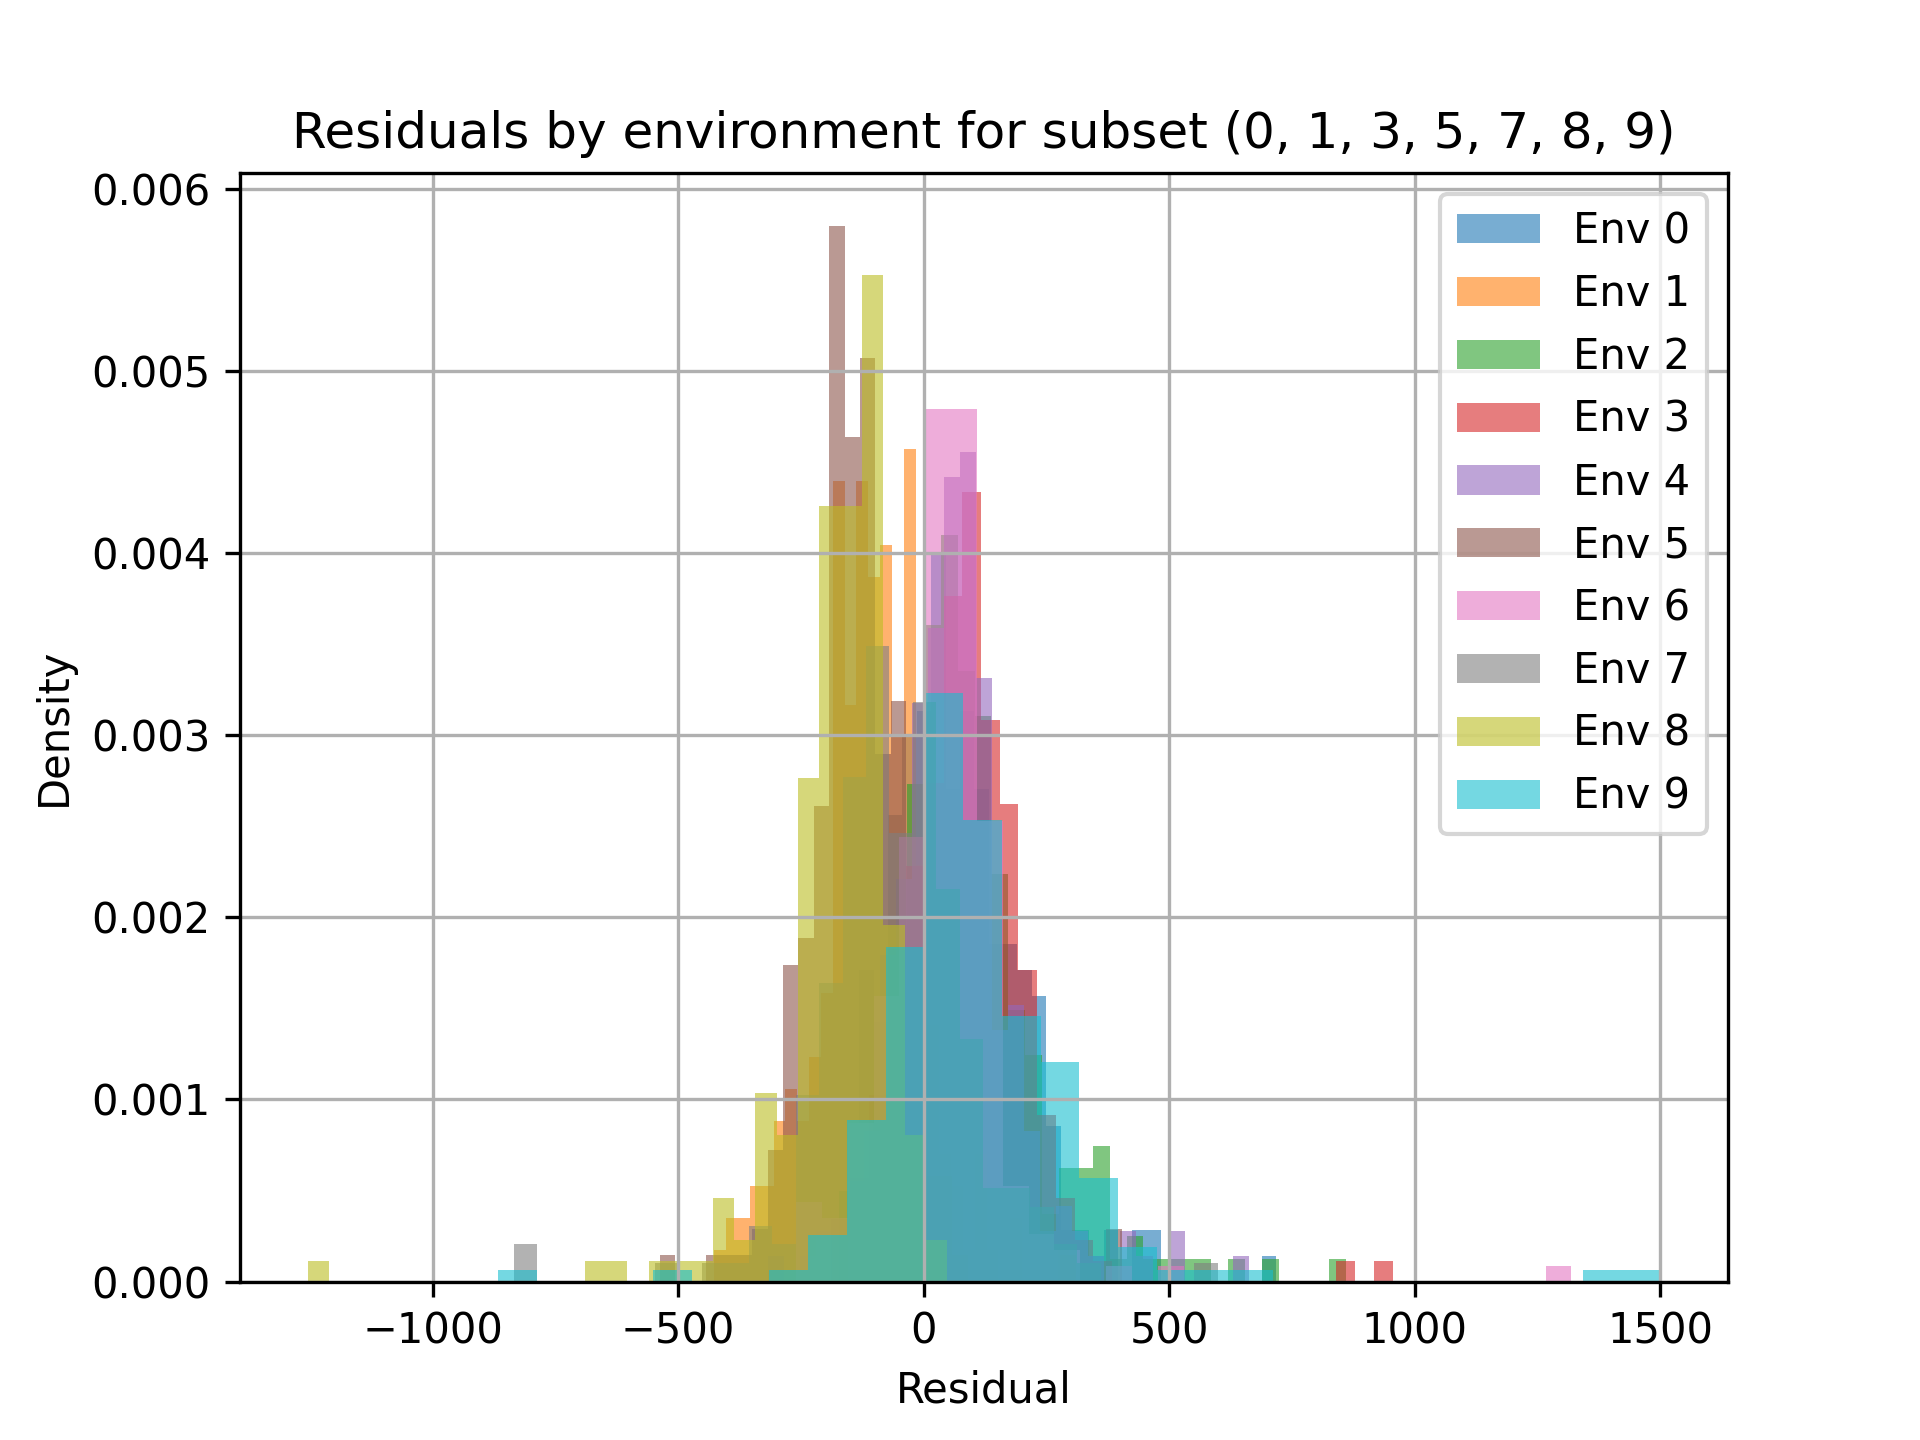 Residuals by environment for subset (0, 1, 3, 5, 7, 8, 9)
0.006
0.005
0.004
0.003
0.002
0.001
0.000
Density
−1000
−500
0
500
1000
1500
Residual
Env 0
Env 1
Env 2
Env 3
Env 4
Env 5
Env 6
Env 7
Env 8
Env 9